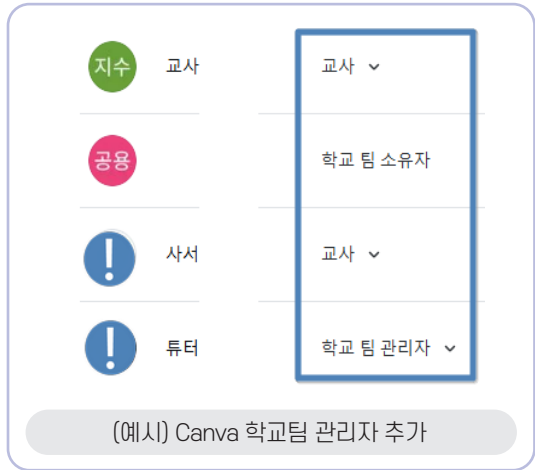 지수 교사 교사
공용 학교 팀 소유자
! 사서 교사
! 튜터 학교 팀 관리자
(예시) Canva 학교팀 관리자 추가